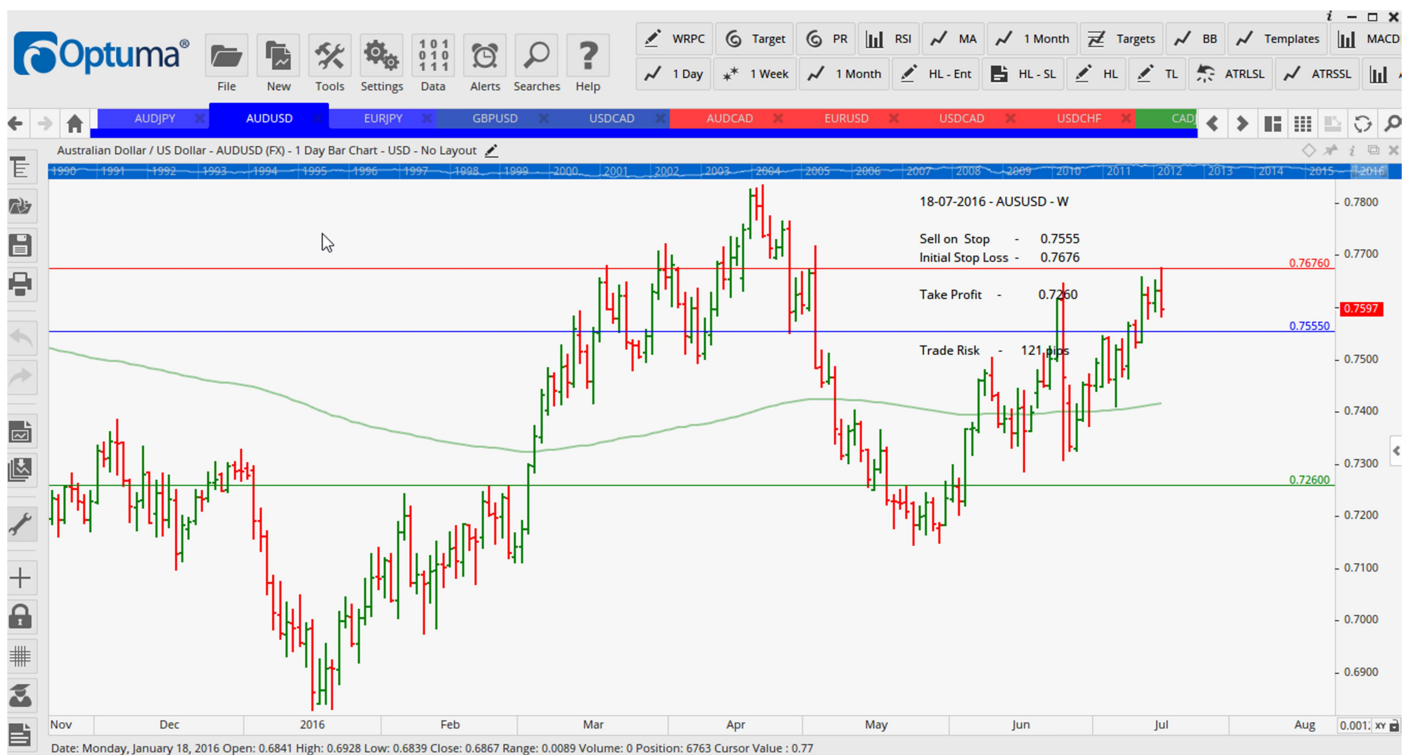 i
Optuma®
File New Tools Settings Data Alerts Searches Help
101
010
111
WRPC Target PR RSI MA 1 Month Targets BB Templates MACD
1 Day 1 Week 1 Month HL - Ent HL - SL HL TL ATRLSL ATRSSL
AUDJPY AUDUSD EURJPY GBPUSD USDCAD AUDCAD EURUSD USDCAD USDCHF CADJ
Australian Dollar / US Dollar - AUDUSD (FX) - 1 Day Bar Chart - USD - No Layout
1990 1991 1992 1993 1994 1995 1996 1997 1998 1999 2000 2001 2002 2003 2004 2005 2006 2007 2008 2009 2010 2011 2012 2013 2014 2015 2016
18-07-2016 - AUSUSD - W
Sell on Stop - 0.7555
Initial Stop Loss - 0.7676
Take Profit - 0.7260
Trade Risk - 121 pips
0.76760
0.75550
0.72600
0.7800
0.7700
0.7597
0.7500
0.7400
0.7300
0.7200
0.7100
0.7000
0.6900
Nov Dec 2016 Feb Mar Apr May Jun Jul Aug
XY
Date: Monday, January 18, 2016 Open: 0.6841 High: 0.6928 Low: 0.6839 Close: 0.6867 Range: 0.0089 Volume: 0 Position: 6763 Cursor Value : 0.77